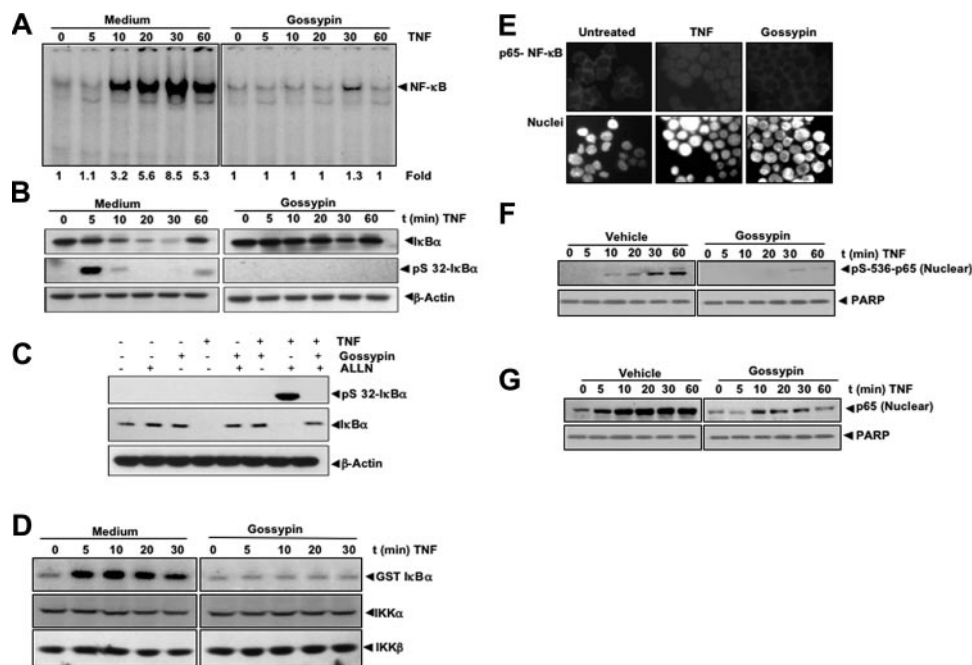 A
Medium Gossypin
0 5 10 20 30 60 0 5 10 20 30 60 TNF
NF-κB
1 1.1 3.2 5.6 8.5 5.3 1 1 1 1 1.3 1 Fold
B
Medium Gossypin
0 5 10 20 30 60 0 5 10 20 30 60 t (min) TNF
IκBα
pS 32-IκBα
β-Actin
C
- - - + - + + + TNF
- - + - + + - + Gossypin
- + - - + - + + ALLN
pS 32-IκBα
IκBα
β-Actin
D
Medium Gossypin
0 5 10 20 30 0 5 10 20 30 t (min) TNF
GST IκBα
IKKα
IKKβ
E
Untreated TNF Gossypin
p65- NF-κB
Nuclei
F
Vehicle Gossypin
0 5 10 20 30 60 0 5 10 20 30 60 t (min) TNF
pS-536-p65 (Nuclear)
PARP
G
Vehicle Gossypin
0 5 10 20 30 60 0 5 10 20 30 60 t (min) TNF
p65 (Nuclear)
PARP